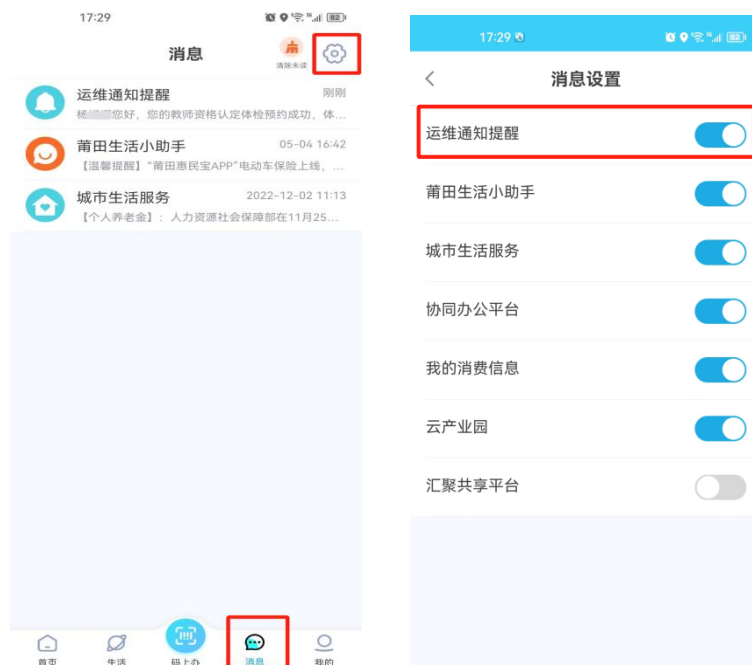 17:29
82
消息
清除未读
运维通知提醒
刚刚
杨 您好，您的教师资格认定体检预约成功，体...
莆田生活小助手
05-04 16:42
【温馨提醒】“莆田惠民宝APP”电动车保险上线，...
城市生活服务
2022-12-02 11:13
【个人养老金】：人力资源社会保障部在11月25...
首页
生活
码上办
消息
我的
17:29
82
消息设置
运维通知提醒
莆田生活小助手
城市生活服务
协同办公平台
我的消费信息
云产业园
汇聚共享平台